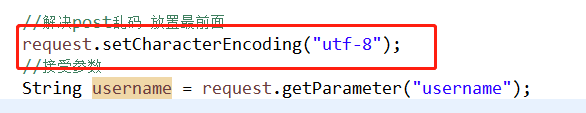 //解决post乱码 放置最前面
request.setCharacterEncoding("utf-8");
//接受参数
String username = request.getParameter("username");